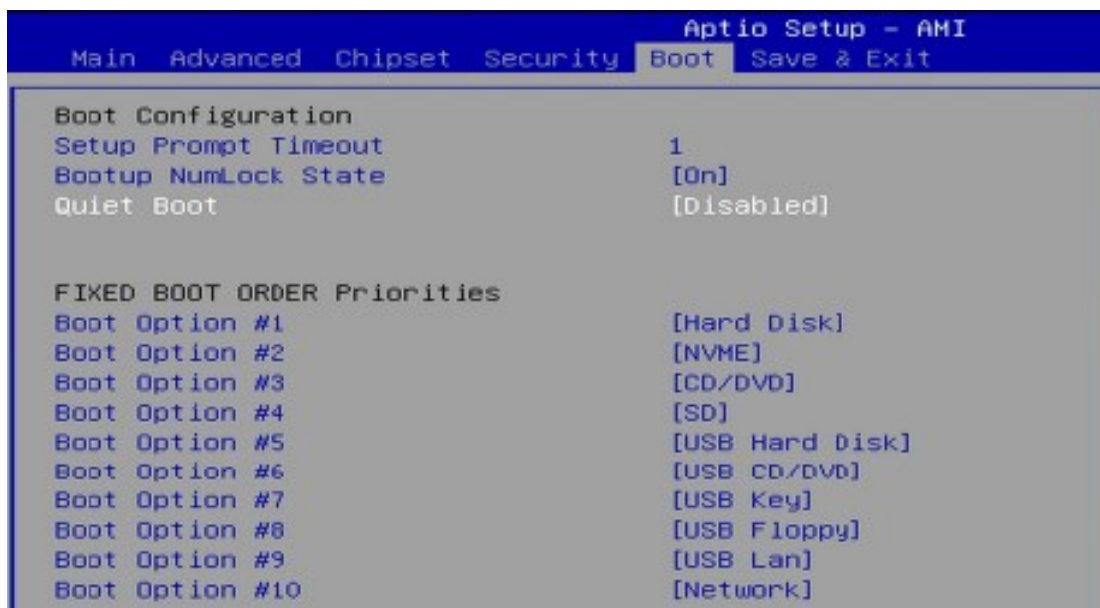 Aptio Setup – AMI
Main Advanced Chipset Security Boot Save & Exit
Boot Configuration
Setup Prompt Timeout 1
Bootup NumLock State [On]
Quiet Boot [Disabled]
FIXED BOOT ORDER Priorities
Boot Option #1 [Hard Disk]
Boot Option #2 [NVME]
Boot Option #3 [CD/DVD]
Boot Option #4 [SD]
Boot Option #5 [USB Hard Disk]
Boot Option #6 [USB CD/DVD]
Boot Option #7 [USB Key]
Boot Option #8 [USB Floppy]
Boot Option #9 [USB Lan]
Boot Option #10 [Network]